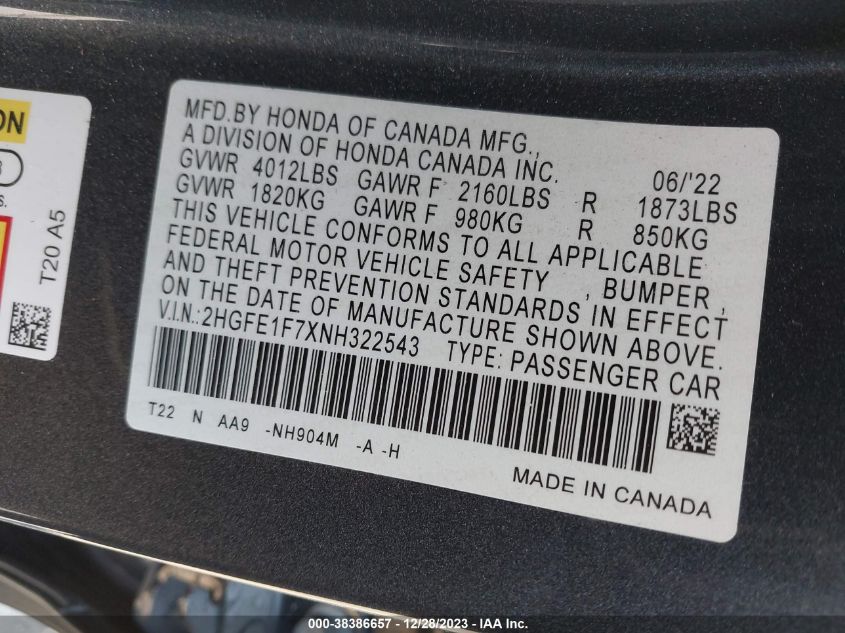 ON
3
S.
T20 A5
MFD.BY HONDA OF CANADA MFG.,
A DIVISION OF HONDA CANADA INC. 06/'22
GVWR 4012LBS GAWR F 2160LBS R 1873LBS
GVWR 1820KG GAWR F 980KG R 850KG
THIS VEHICLE CONFORMS TO ALL APPLICABLE
FEDERAL MOTOR VEHICLE SAFETY , BUMPER ,
AND THEFT PREVENTION STANDARDS IN EFFECT
ON THE DATE OF MANUFACTURE SHOWN ABOVE.
V.I.N.:2HGFE1F7XNH322543 TYPE: PASSENGER CAR
T22 N AA9 -NH904M -A -H
MADE IN CANADA
000-38386657 - 12/28/2023 - IAA Inc.